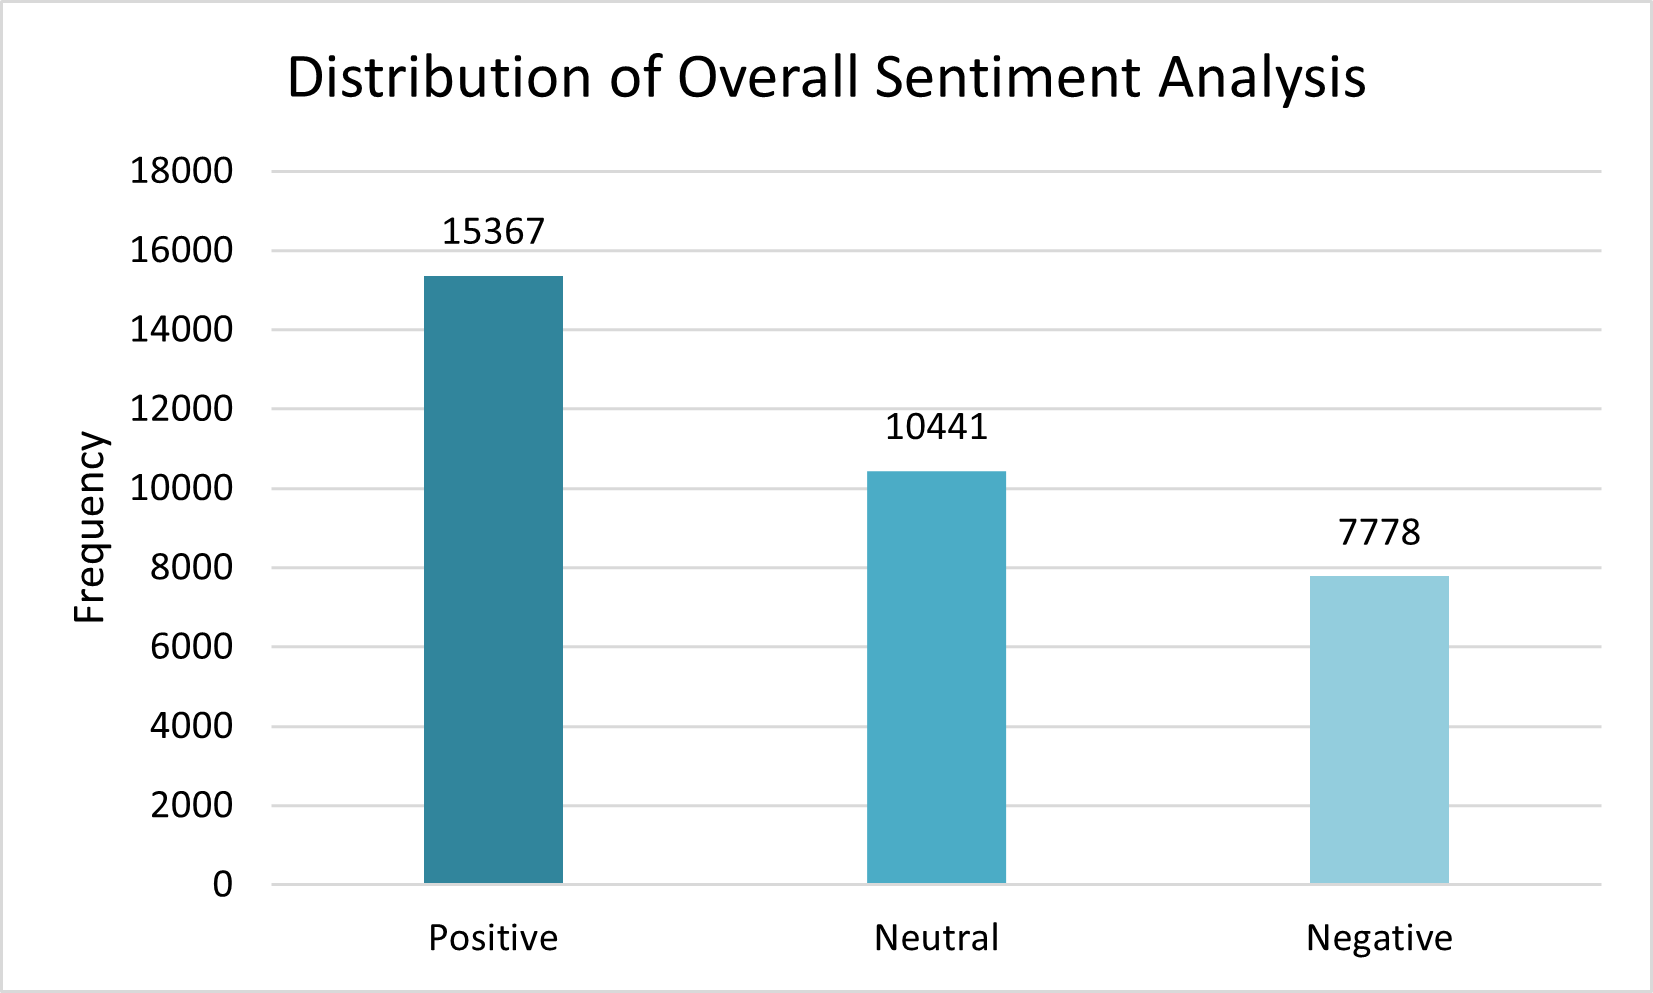 Distribution of Overall Sentiment Analysis
Frequency
18000
16000
14000
12000
10000
8000
6000
4000
2000
0
15367
10441
7778
Positive
Neutral
Negative